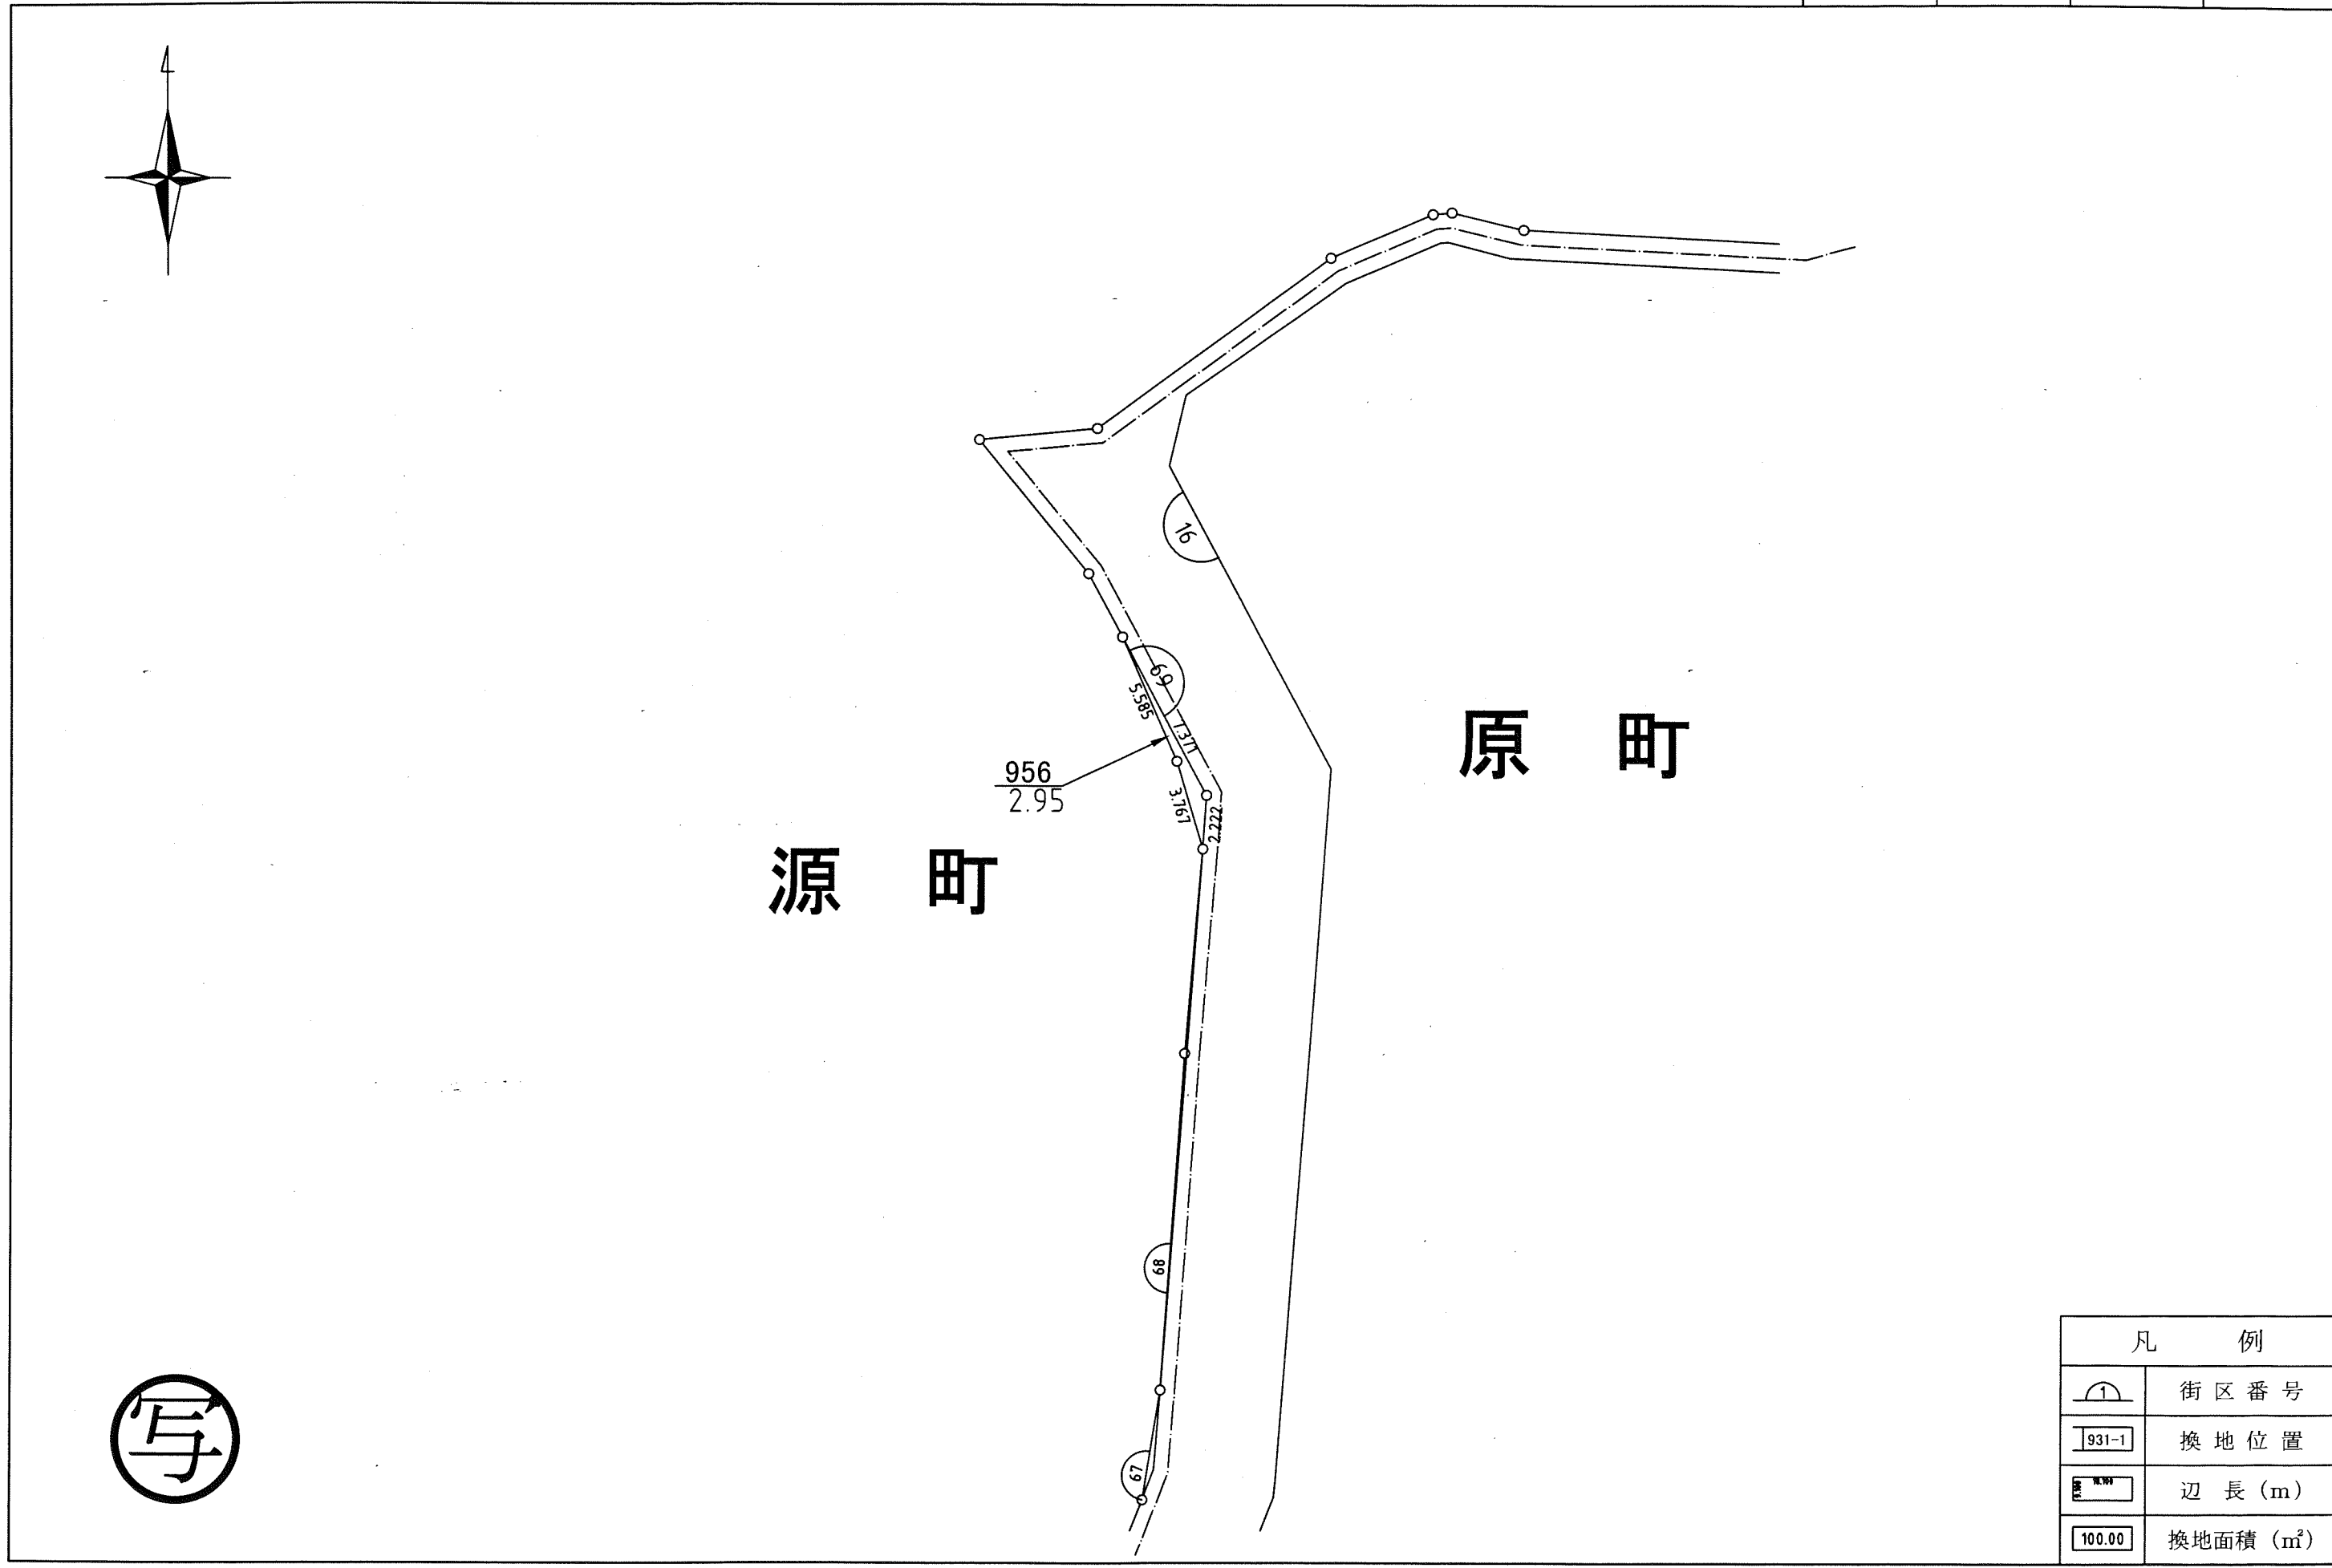 16
69
5.585
7.371
956
2.95
3.767
2.222
原 町
源 町
68
67
写
凡 例
1 街区番号
931-1 換地位置
辺 長 (m)
100.00 換地面積 (㎡)